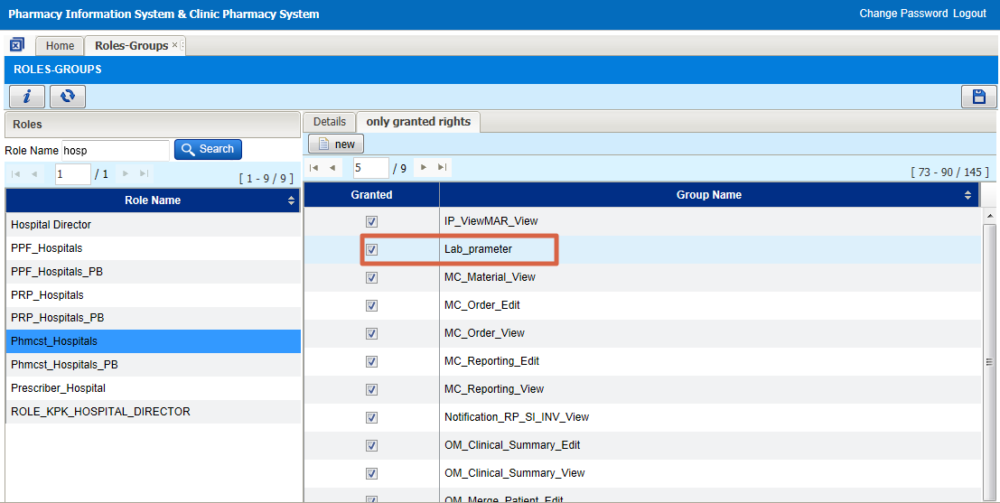 Pharmacy Information System & Clinic Pharmacy System
Change Password Logout
Home
Roles-Groups
ROLES-GROUPS
Roles
Details
only granted rights
Role Name hosp
Search
new
1 / 1
[ 1 - 9 / 9 ]
5 / 9
[ 73 - 90 / 145 ]
Role Name
Hospital Director
PPF_Hospitals
PPF_Hospitals_PB
PRP_Hospitals
PRP_Hospitals_PB
Phmcst_Hospitals
Phmcst_Hospitals_PB
Prescriber_Hospital
ROLE_KPK_HOSPITAL_DIRECTOR
Granted Group Name
IP_ViewMAR_View
Lab_prameter
MC_Material_View
MC_Order_Edit
MC_Order_View
MC_Reporting_Edit
MC_Reporting_View
Notification_RP_SI_INV_View
OM_Clinical_Summary_Edit
OM_Clinical_Summary_View
OM_Merge_Patient_Edit